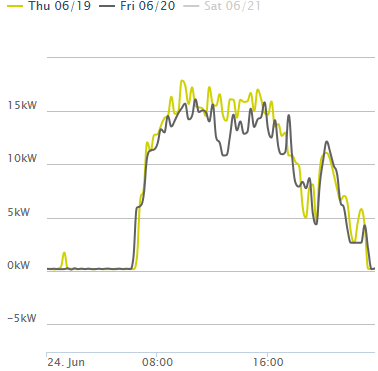 Thu 06/19 Fri 06/20 Sat 06/21
15kW
10kW
5kW
0kW
-5kW
24. Jun 08:00 16:00